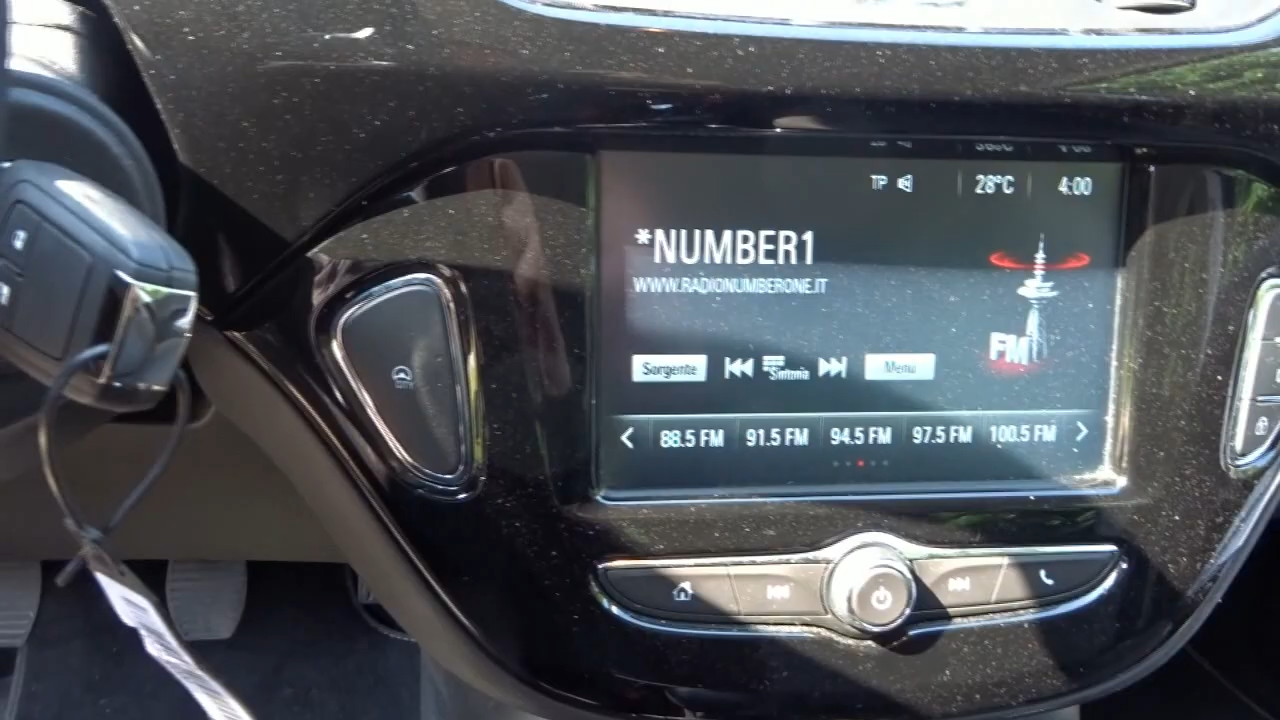 TP 28°C 4:00
*NUMBER1
WWW.RADIONUMBERONE.IT
FM
Sorgente Sintonia Menu
88.5 FM 91.5 FM 94.5 FM 97.5 FM 100.5 FM
CITY